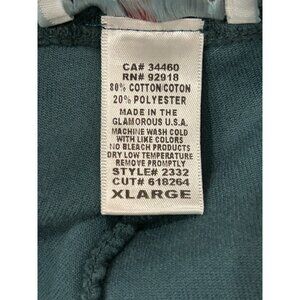 CA# 34460
RN# 92918
80% COTTON/COTON
20% POLYESTER
MADE IN THE
GLAMOROUS U.S.A.
MACHINE WASH COLD
WITH LIKE COLORS
NO BLEACH PRODUCTS
DRY LOW TEMPERATURE
REMOVE PROMPTLY
STYLE# 2332
CUT# 618264
XLARGE